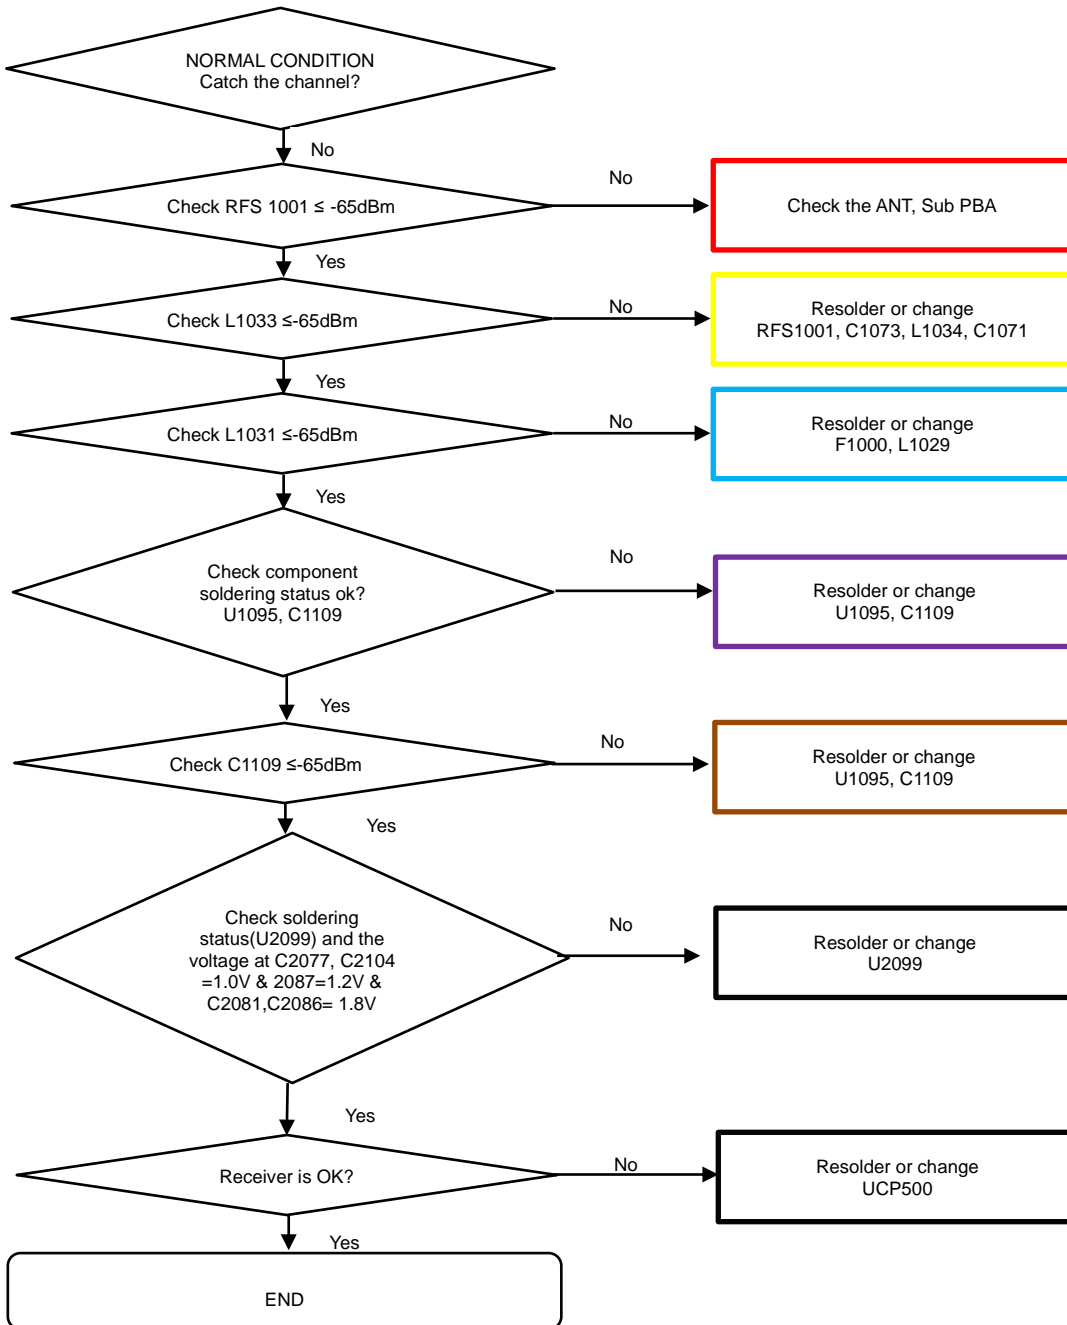 NORMAL CONDITION
Catch the channel?
No
Check RFS 1001 ≤ -65dBm
No
Check the ANT, Sub PBA
Yes
Check L1033 ≤-65dBm
No
Resolder or change
RFS1001, C1073, L1034, C1071
Yes
Check L1031 ≤-65dBm
No
Resolder or change
F1000, L1029
Yes
Check component
soldering status ok?
U1095, C1109
No
Resolder or change
U1095, C1109
Yes
Check C1109 ≤-65dBm
No
Resolder or change
U1095, C1109
Yes
Check soldering
status(U2099) and the
voltage at C2077, C2104
=1.0V & 2087=1.2V &
C2081,C2086= 1.8V
No
Resolder or change
U2099
Yes
Receiver is OK?
No
Resolder or change
UCP500
Yes
END